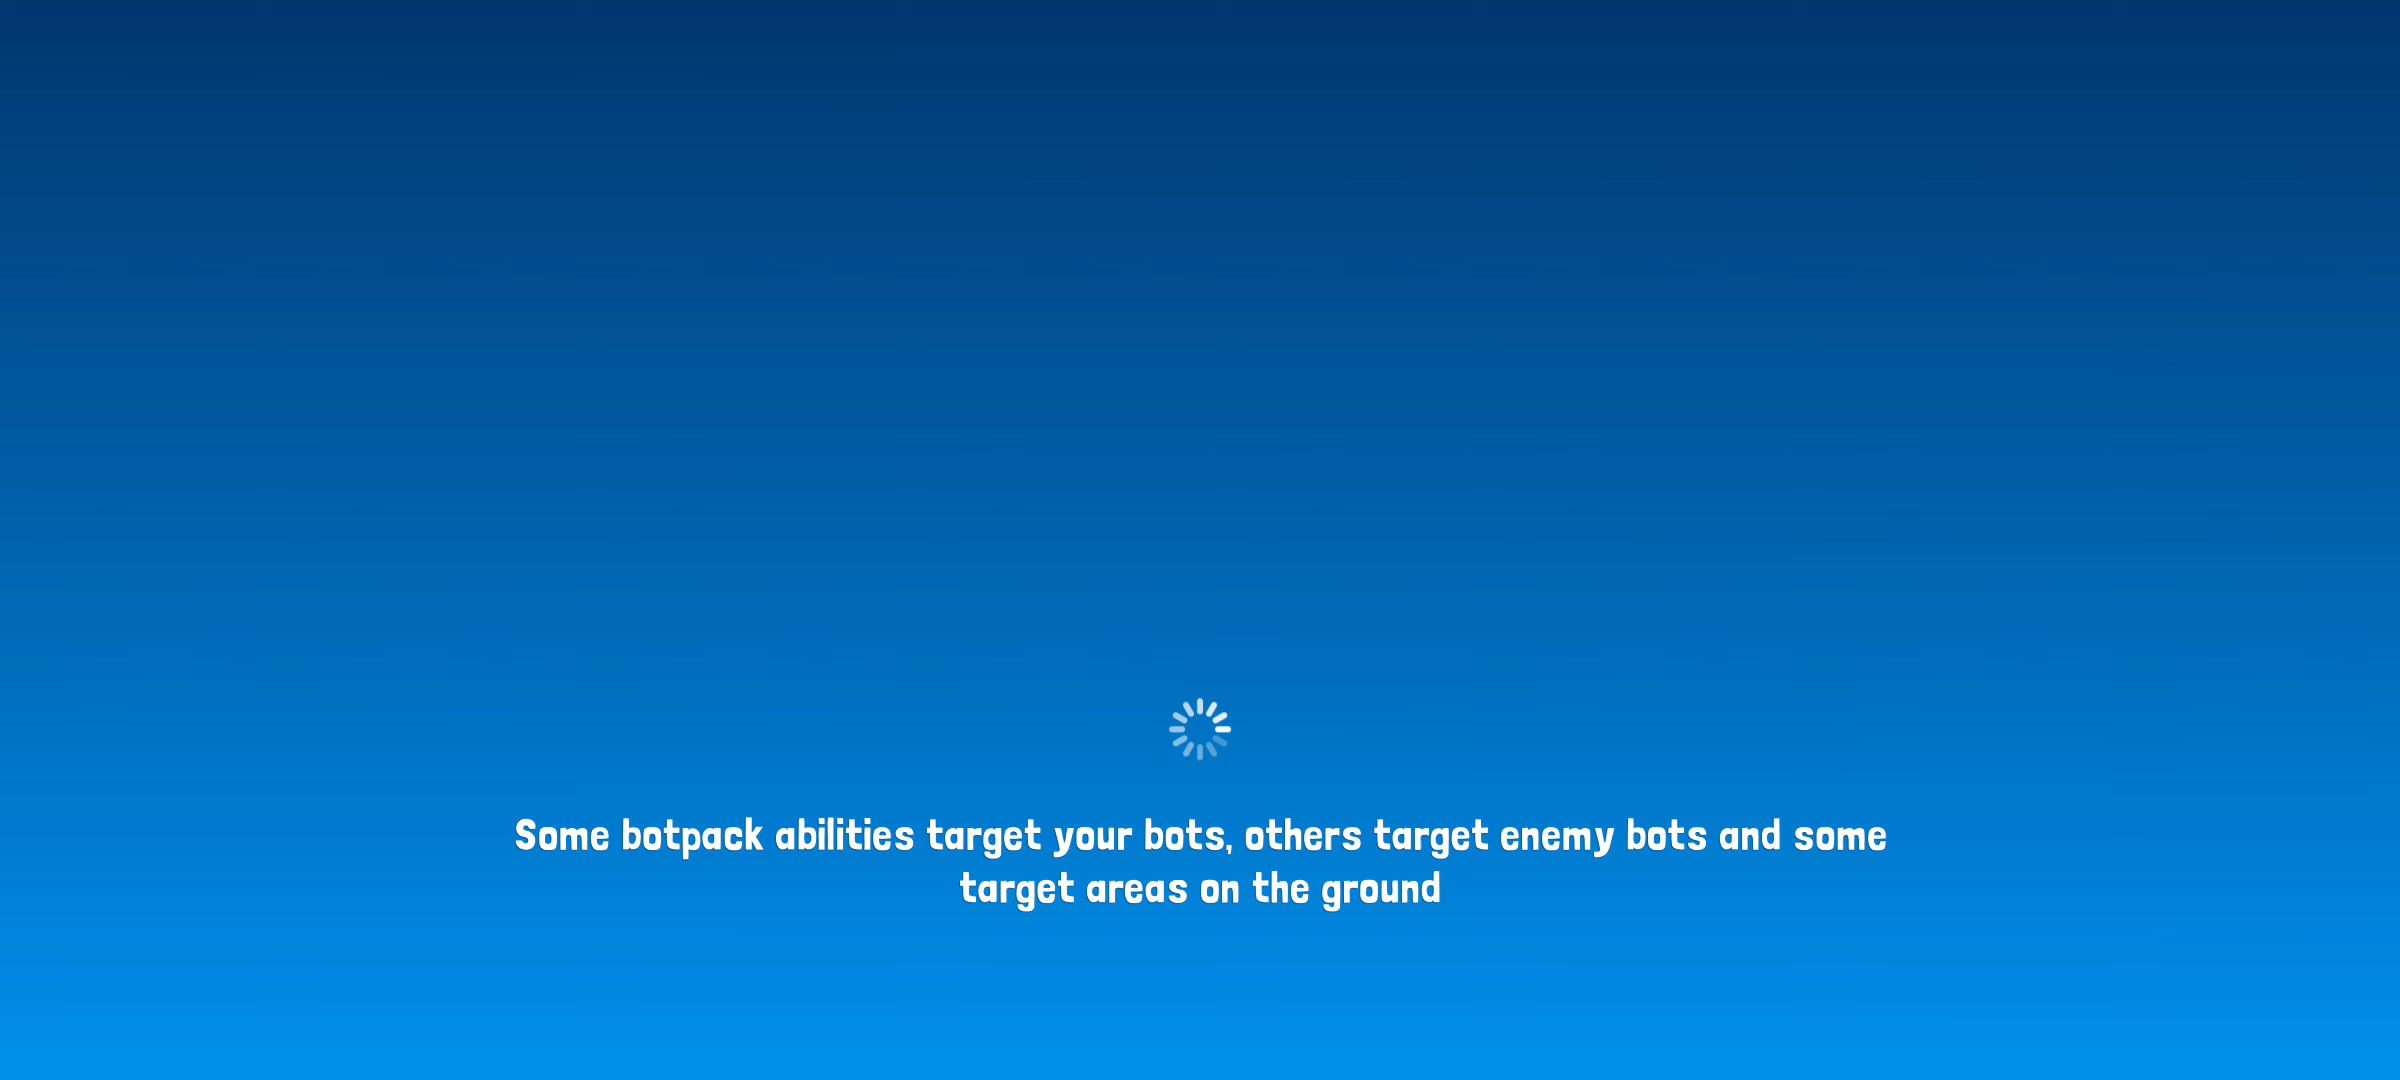 Some botpack abilities target your bots, others target enemy bots and some
target areas on the ground